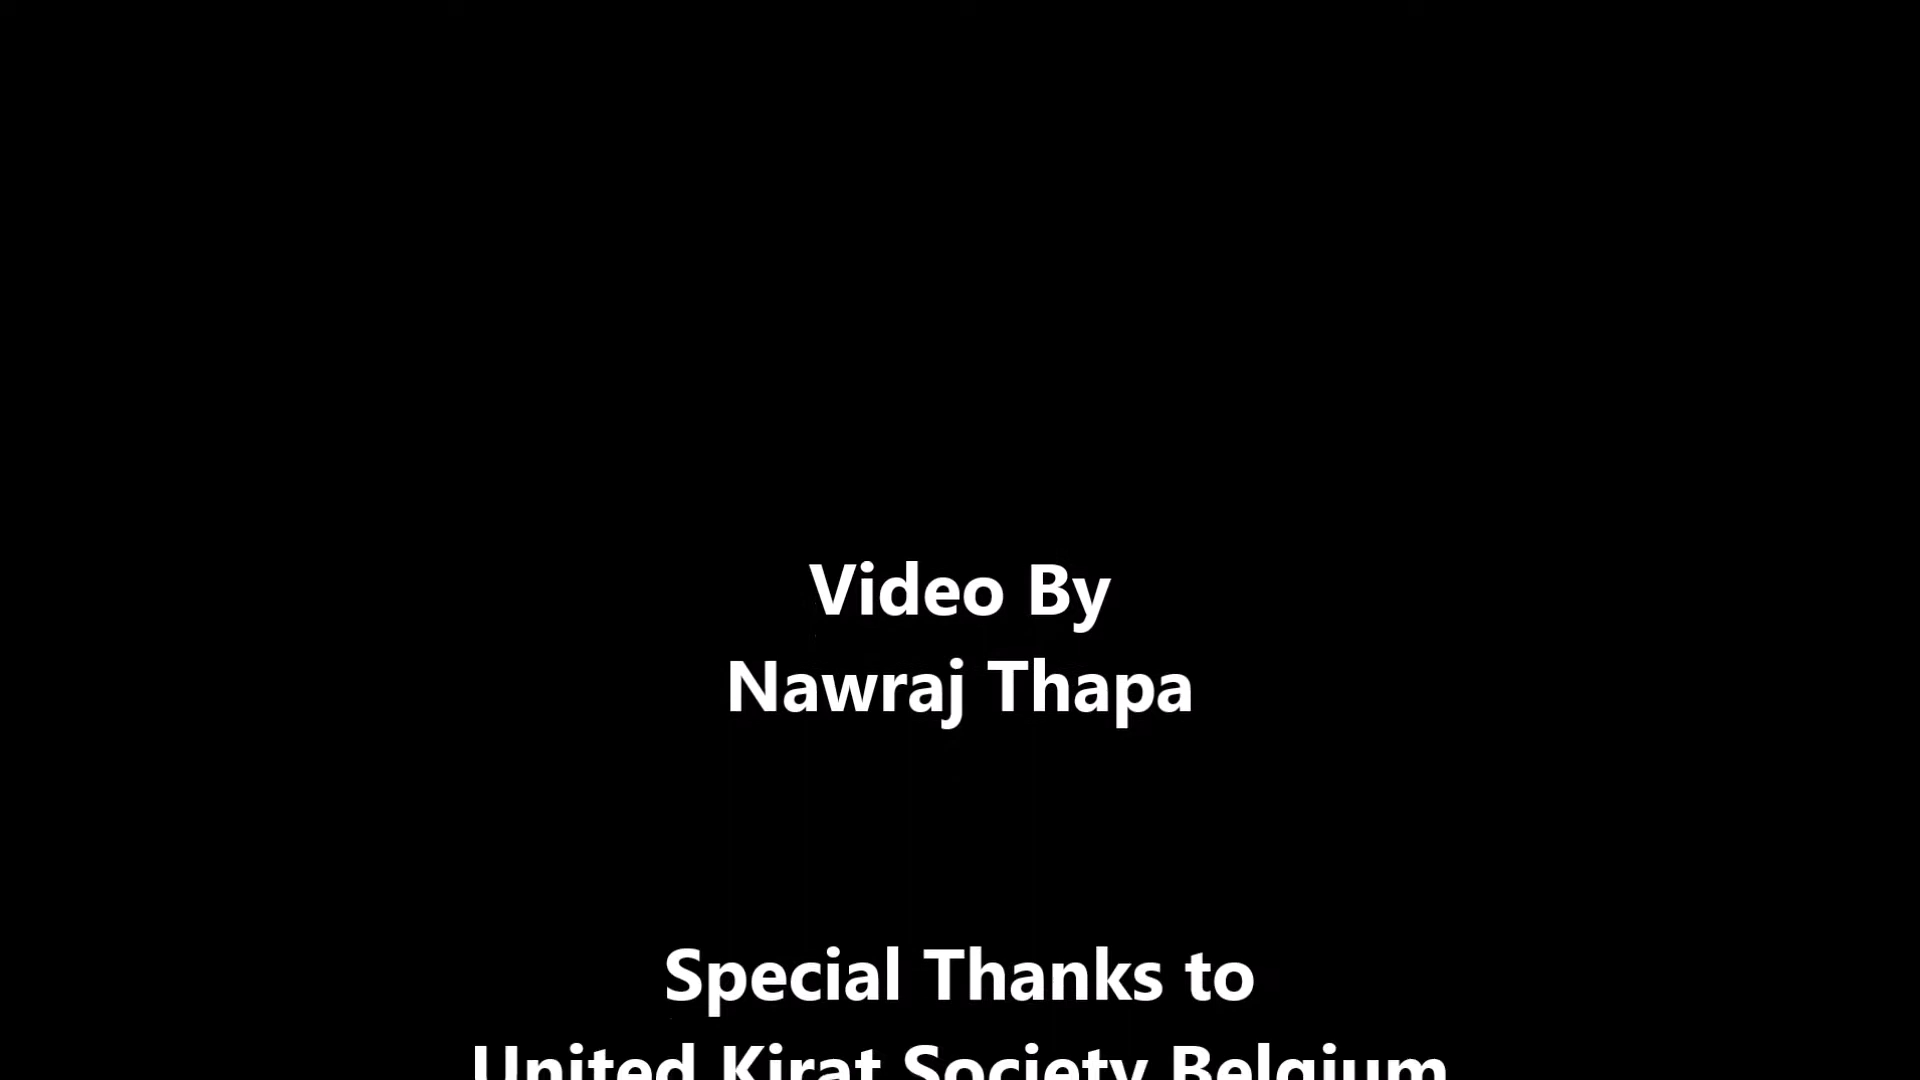 Video By
Nawraj Thapa
Special Thanks to
United Kirat Society Belgium